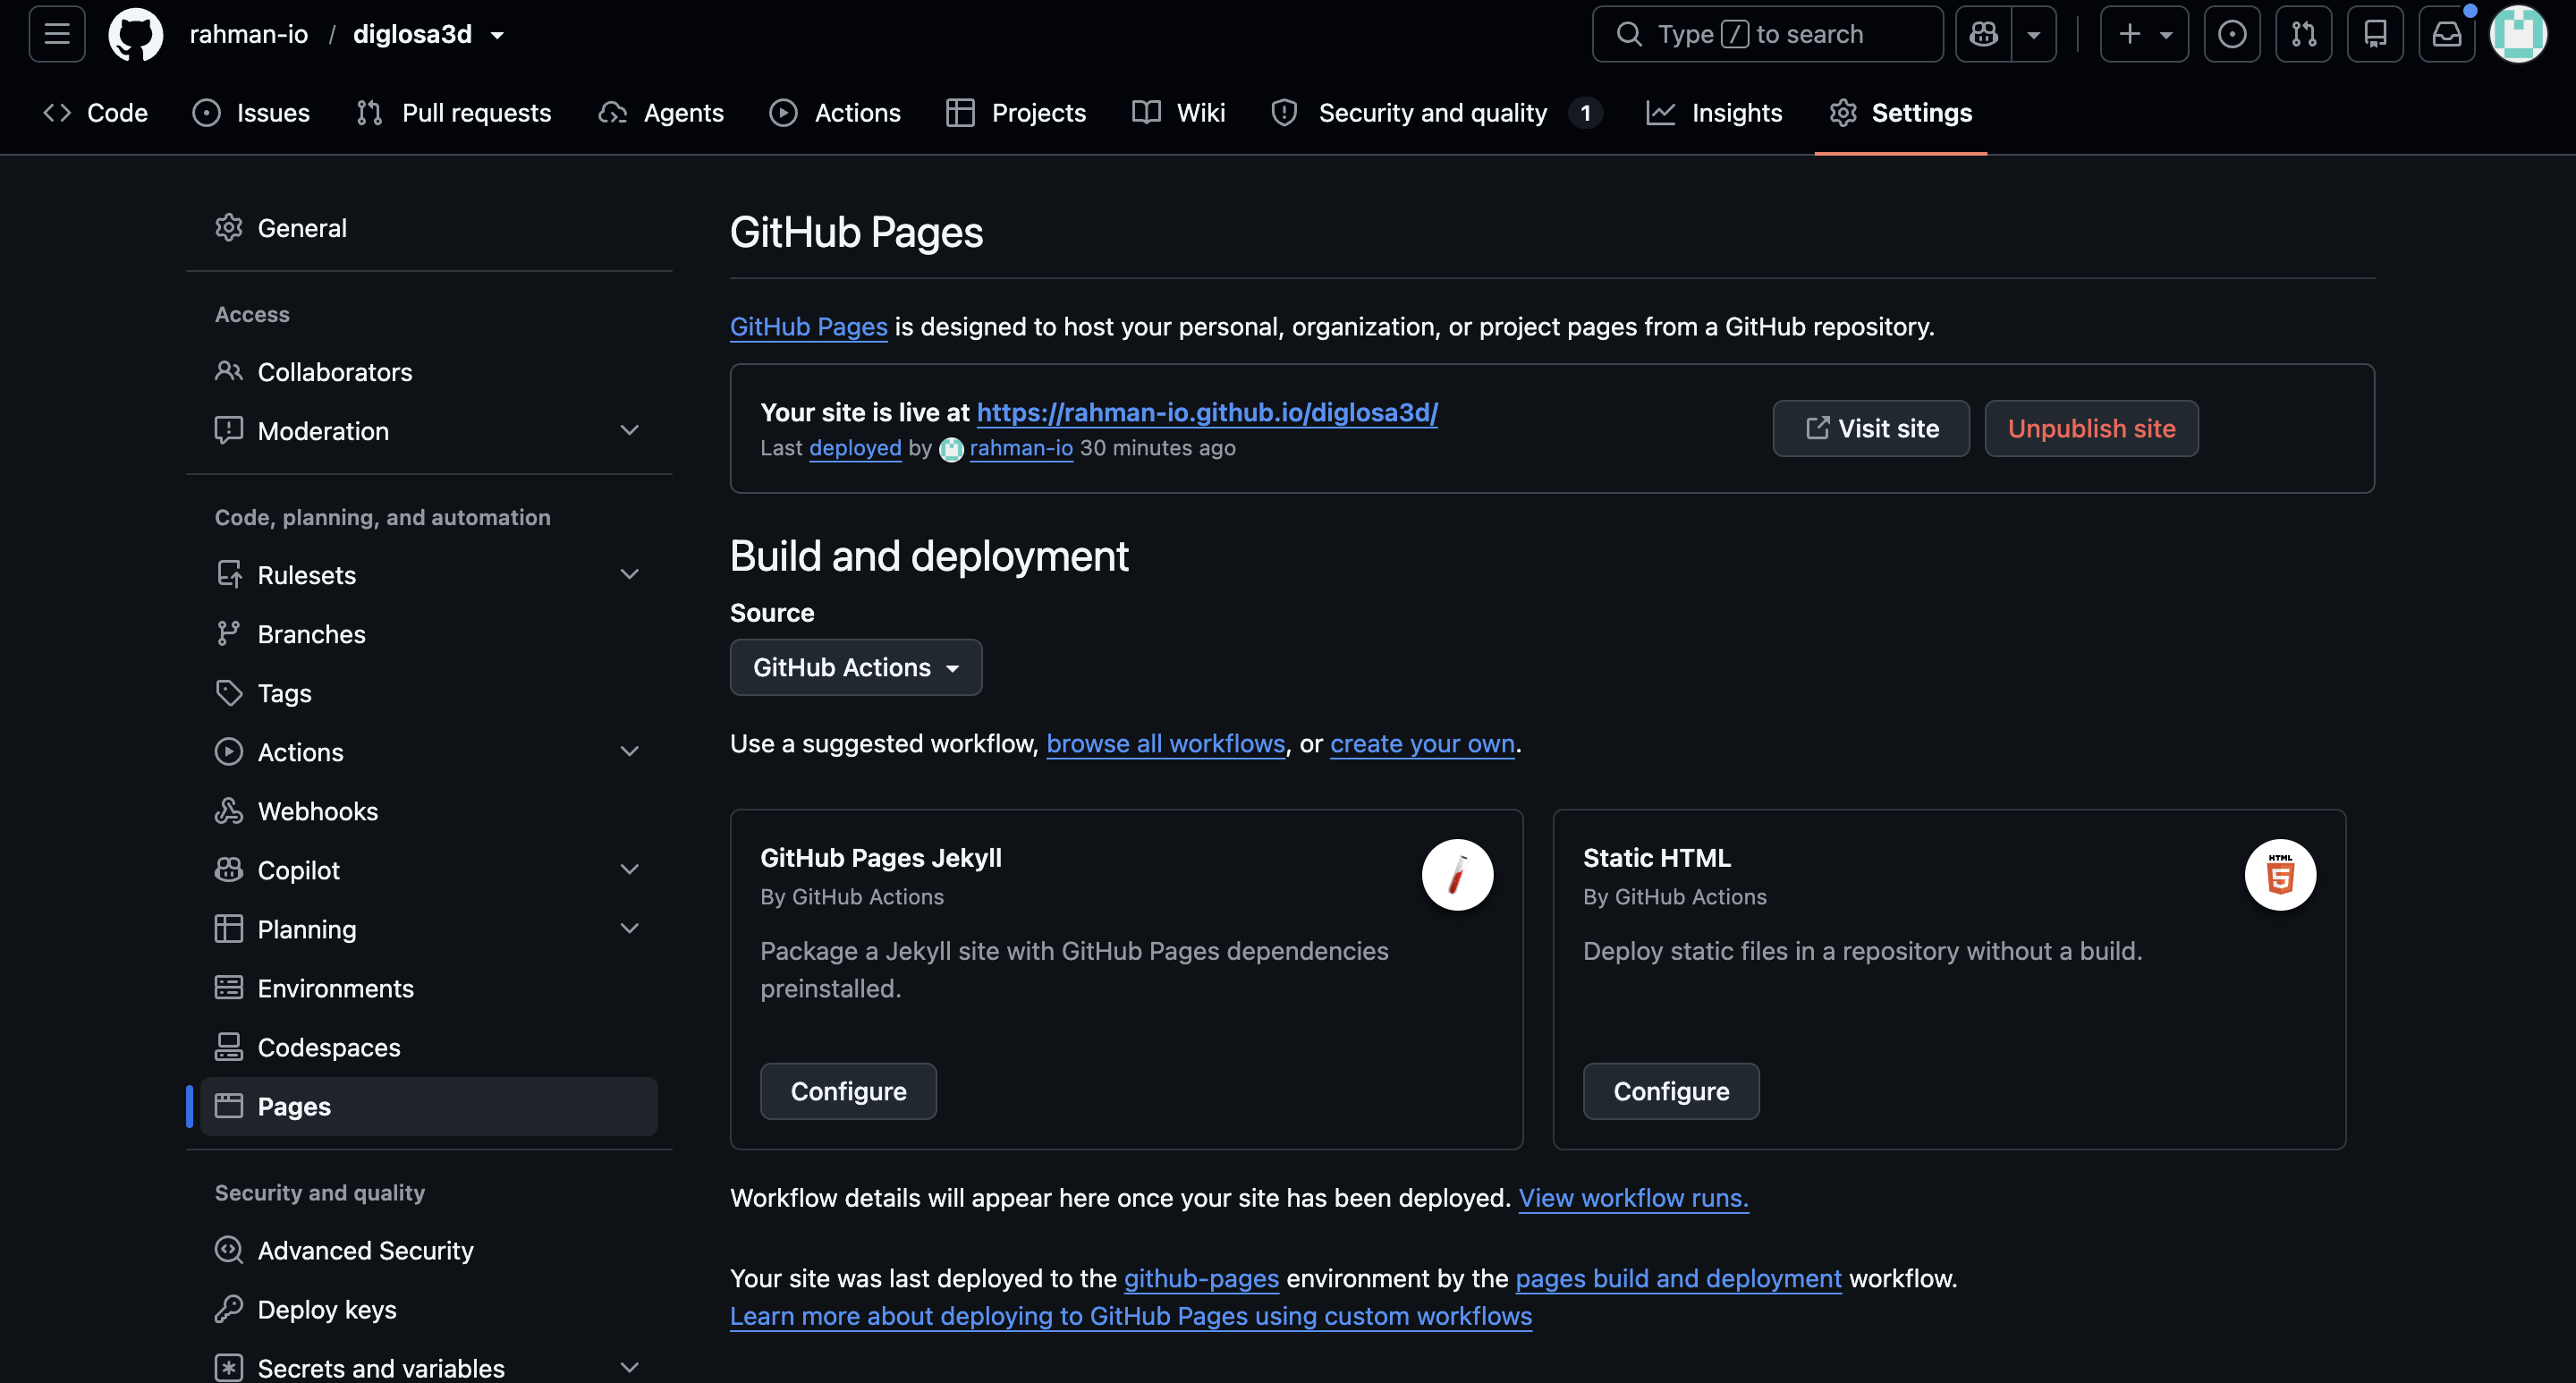 rahman-io / diglosa3d
Type / to search
Code
Issues
Pull requests
Agents
Actions
Projects
Wiki
Security and quality 1
Insights
Settings
General
Access
Collaborators
Moderation
Code, planning, and automation
Rulesets
Branches
Tags
Actions
Webhooks
Copilot
Planning
Environments
Codespaces
Pages
Security and quality
Advanced Security
Deploy keys
Secrets and variables
GitHub Pages
GitHub Pages is designed to host your personal, organization, or project pages from a GitHub repository.
Your site is live at https://rahman-io.github.io/diglosa3d/
Last deployed by rahman-io 30 minutes ago
Visit site
Unpublish site
Build and deployment
Source
GitHub Actions
Use a suggested workflow, browse all workflows, or create your own.
GitHub Pages Jekyll
By GitHub Actions
Package a Jekyll site with GitHub Pages dependencies
preinstalled.
Configure
Static HTML
By GitHub Actions
Deploy static files in a repository without a build.
Configure
HTML
5
Workflow details will appear here once your site has been deployed. View workflow runs.
Your site was last deployed to the github-pages environment by the pages build and deployment workflow.
Learn more about deploying to GitHub Pages using custom workflows